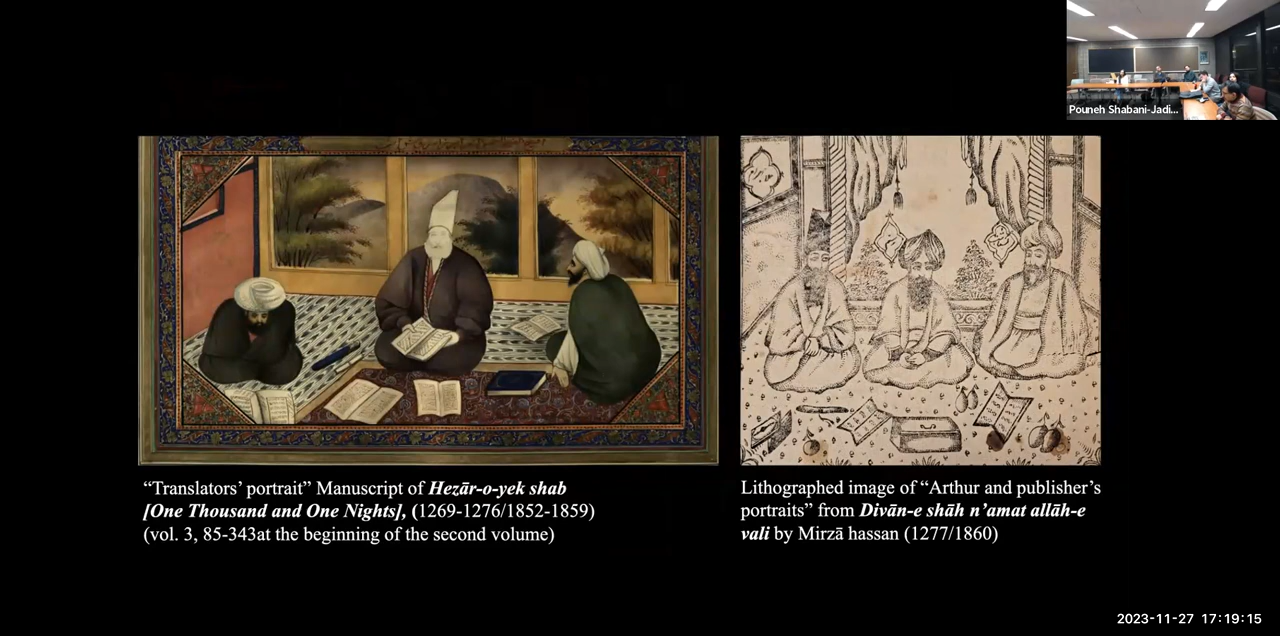 Pouneh Shabani-Jadi...
“Translators’ portrait” Manuscript of Hezār-o-yek shab
[One Thousand and One Nights], (1269-1276/1852-1859)
(vol. 3, 85-343at the beginning of the second volume)
Lithographed image of “Arthur and publisher’s
portraits” from Divān-e shāh n’amat allāh-e
vali by Mirzā hassan (1277/1860)
2023-11-27 17:19:15